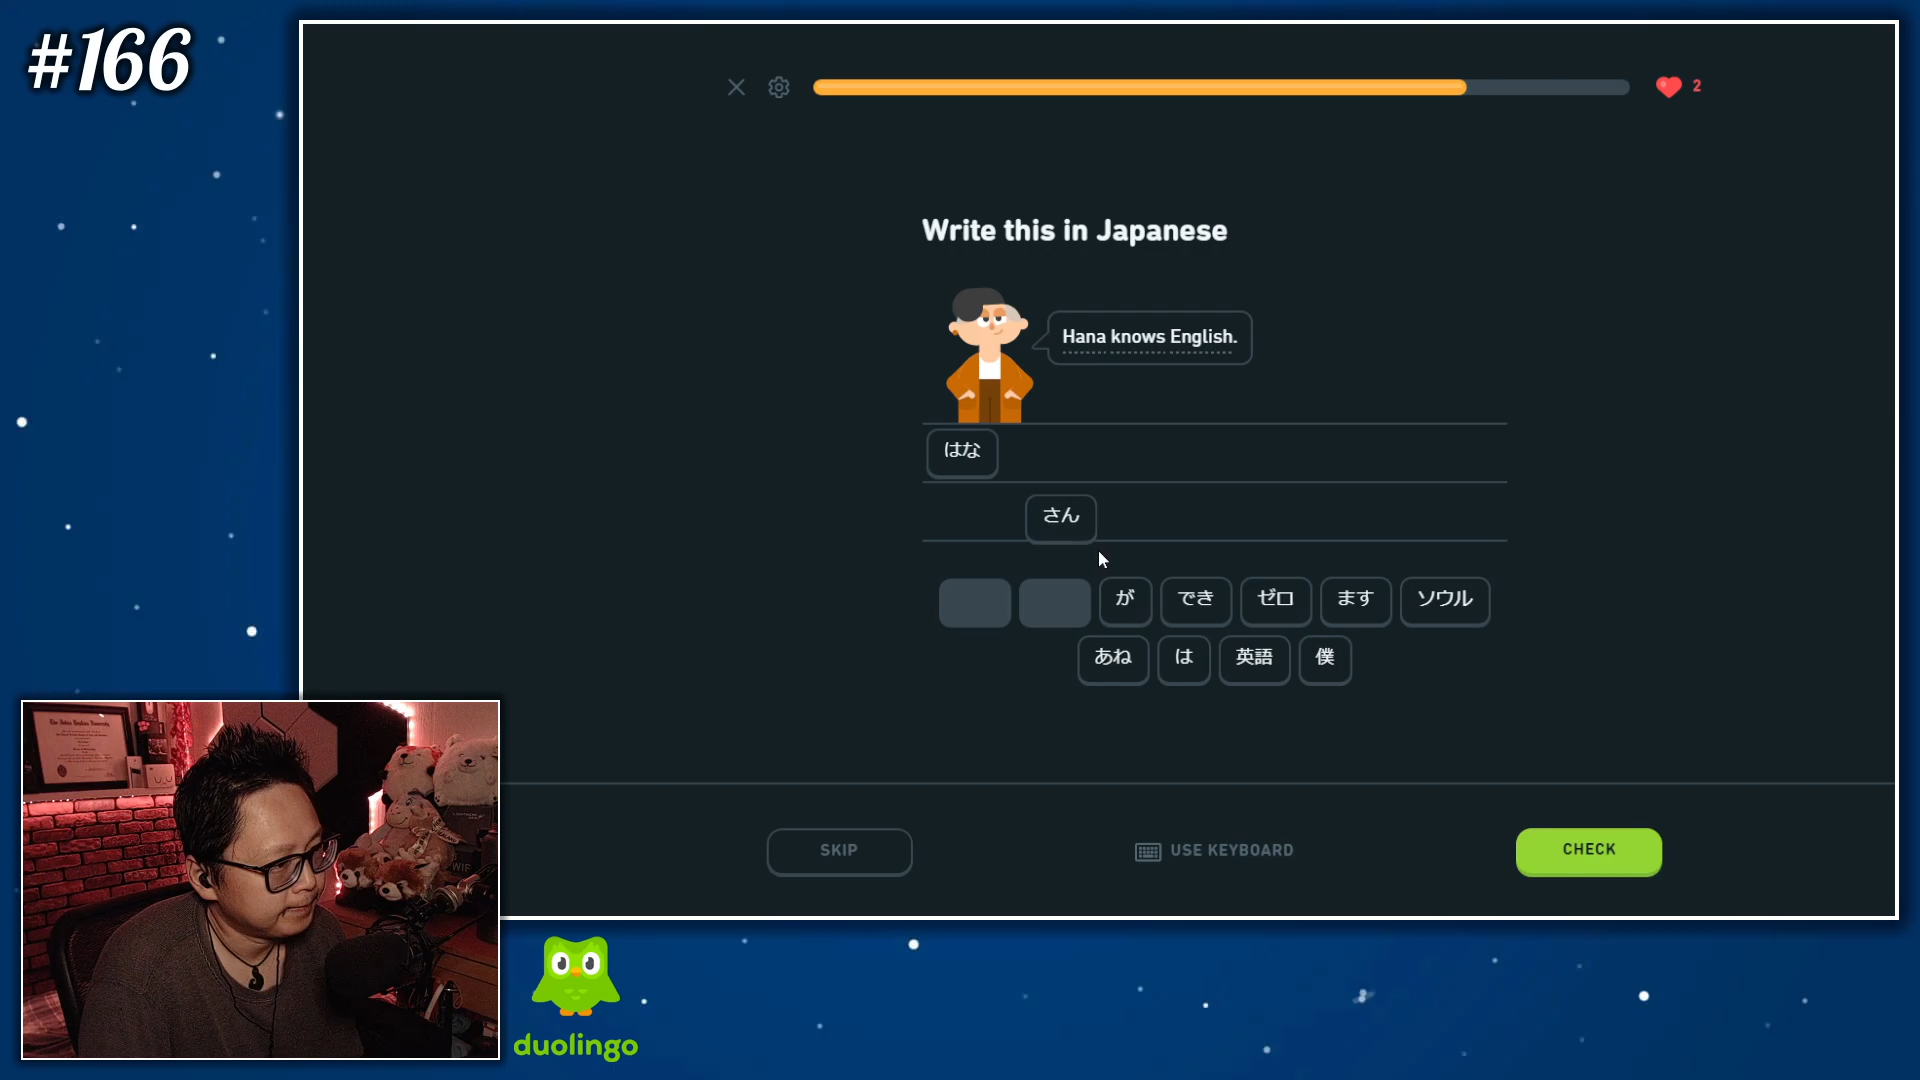 #166
2
Write this in Japanese
Hana knows English.
はな
さん
が でき ゼロ ます ソウル
あね は 英語 僕
SKIP
USE KEYBOARD
CHECK
duolingo